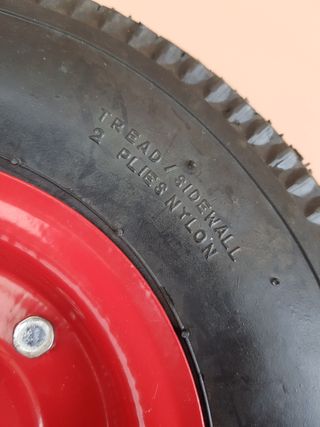 TREAD / SIDEWALL
2 PLIES NYLON